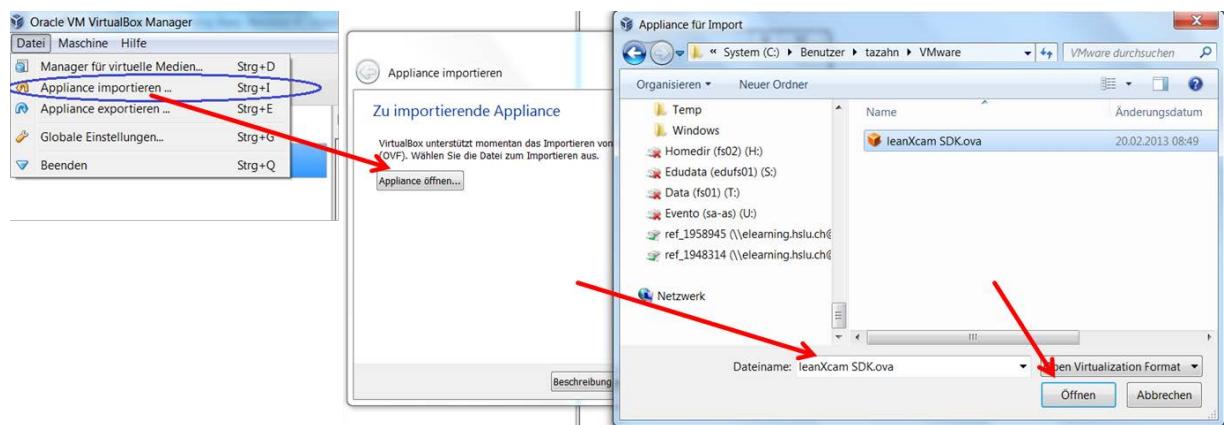 Oracle VM VirtualBox Manager
Datei Maschine Hilfe
Manager für virtuelle Medien... Strg+D
Appliance importieren ... Strg+I
Appliance exportieren ... Strg+E
Globale Einstellungen... Strg+G
Beenden Strg+Q
Appliance importieren
Zu importierende Appliance
VirtualBox unterstützt momentan das Importieren von
(OVF). Wählen Sie die Datei zum Importieren aus.
Appliance öffnen...
Beschreibung
Appliance für Import
« System (C:) Benutzer tazahn VMware
VMware durchsuchen
Organisieren Neuer Ordner
Temp
Windows
Homedir (fs02) (H:)
Edudata (edufs01) (S:)
Data (fs01) (T:)
Evento (sa-as) (U:)
ref_1958945 (\\elearning.hslu.ch@
ref_1948314 (\\elearning.hslu.ch@
Netzwerk
Name Änderungsdatum
leanXcam SDK.ova 20.02.2013 08:49
Dateiname: leanXcam SDK.ova
Virtualization Format
Öffnen Abbrechen